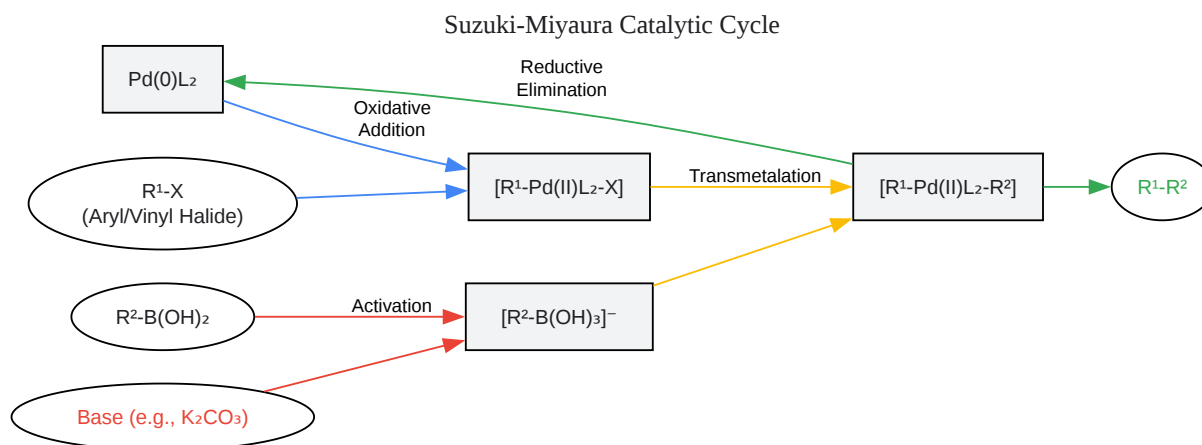 Suzuki-Miyaura Catalytic Cycle
Pd(0)L₂
Reductive
Elimination
Oxidative
Addition
R¹-X
(Aryl/Vinyl Halide)
[R¹-Pd(II)L₂-X]
Transmetalation
[R¹-Pd(II)L₂-R²]
R¹-R²
R²-B(OH)₂
Activation
[R²-B(OH)₃]⁻
Base (e.g., K₂CO₃)